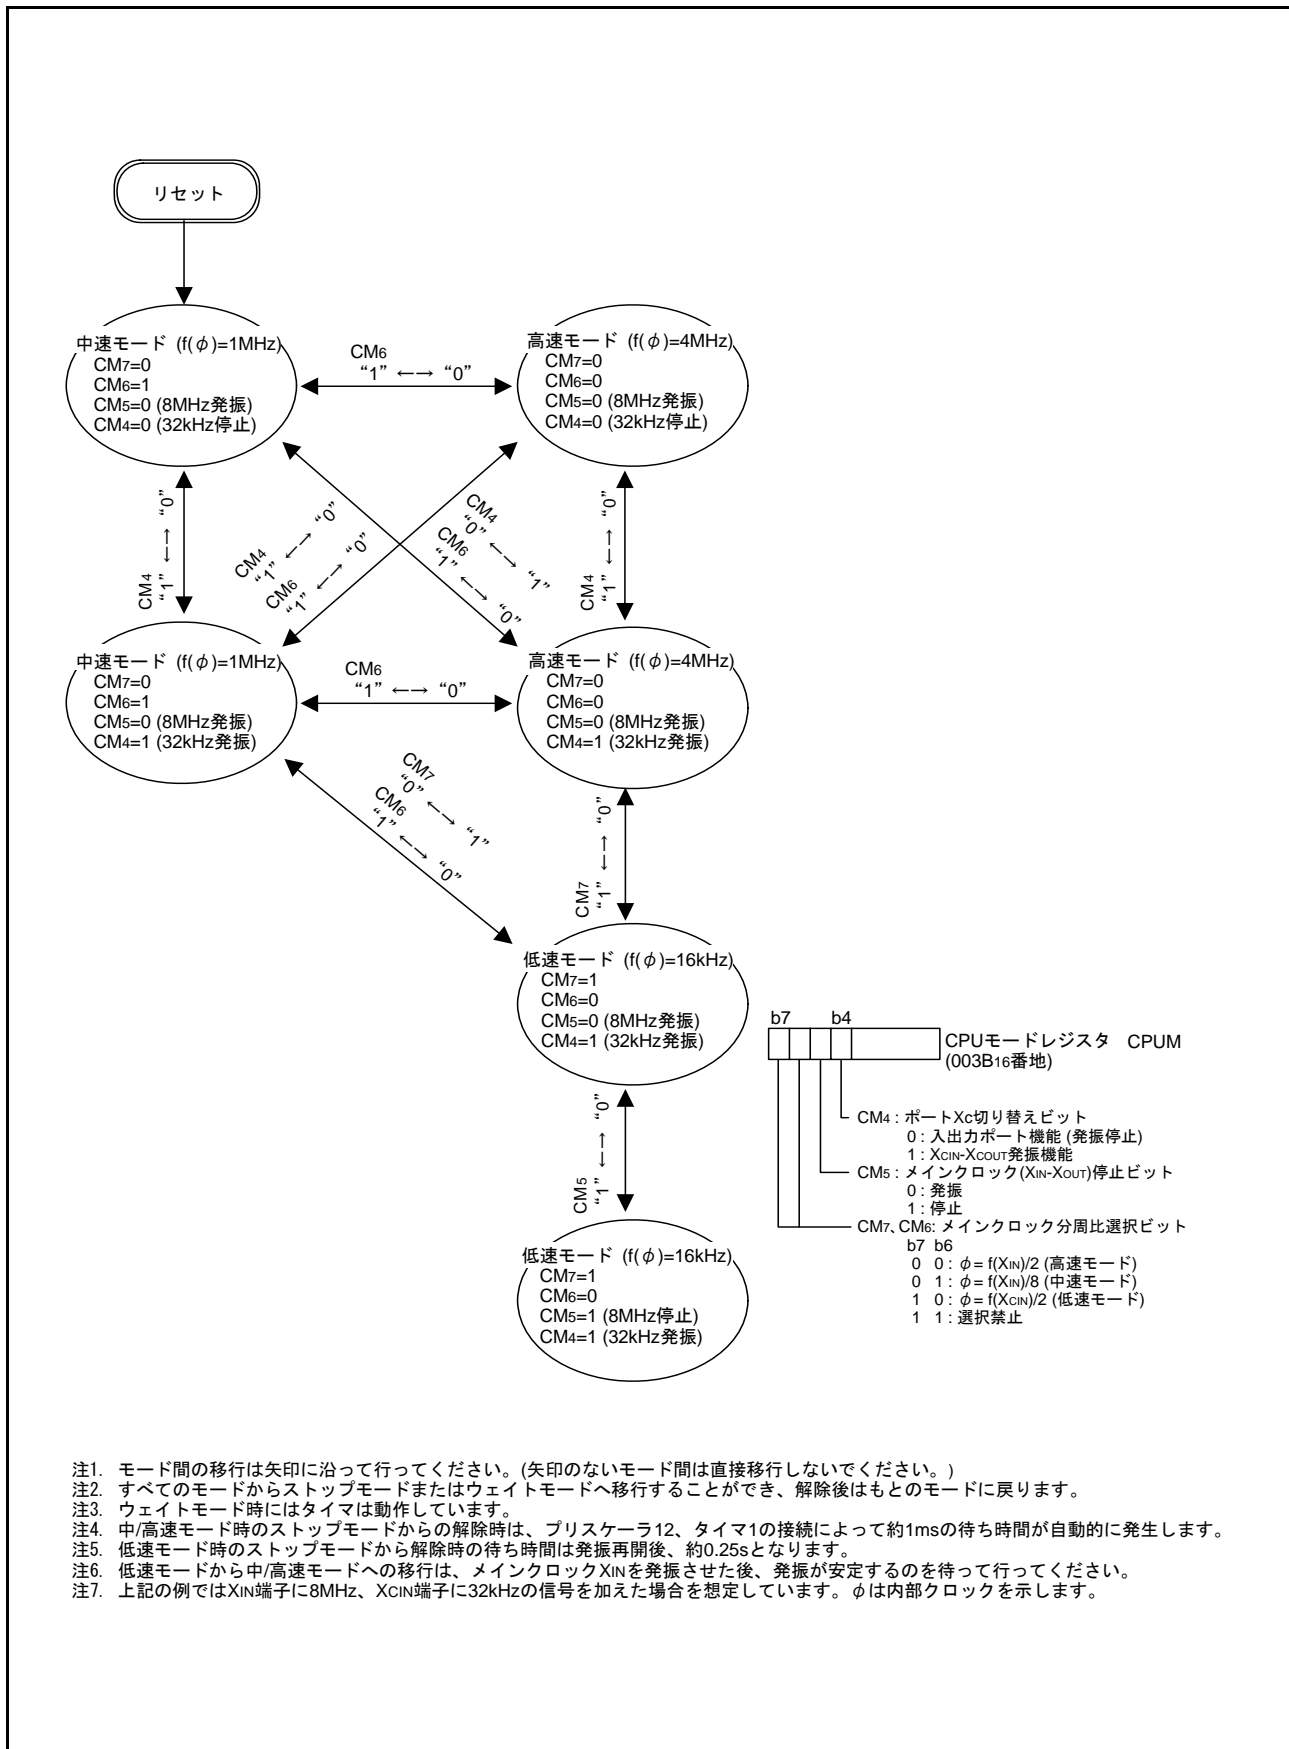 リセット
中速モード (f(φ)=1MHz)
CM7=0
CM6=1
CM5=0 (8MHz発振)
CM4=0 (32kHz停止)
CM6
“1” ←→ “0”
高速モード (f(φ)=4MHz)
CM7=0
CM6=0
CM5=0 (8MHz発振)
CM4=0 (32kHz停止)
CM4
“1” ←→ “0”
CM4
“1” ←→ “0”
CM6
“1” ←→ “0”
CM4
“0” ←→ “1”
CM6
“1” ←→ “0”
CM4
“1” ←→ “0”
中速モード (f(φ)=1MHz)
CM7=0
CM6=1
CM5=0 (8MHz発振)
CM4=1 (32kHz発振)
CM6
“1” ←→ “0”
高速モード (f(φ)=4MHz)
CM7=0
CM6=0
CM5=0 (8MHz発振)
CM4=1 (32kHz発振)
CM7
“0” ←→ “1”
CM6
“1” ←→ “0”
CM7
“1” ←→ “0”
低速モード (f(φ)=16kHz)
CM7=1
CM6=0
CM5=0 (8MHz発振)
CM4=1 (32kHz発振)
CM5
“1” ←→ “0”
低速モード (f(φ)=16kHz)
CM7=1
CM6=0
CM5=1 (8MHz停止)
CM4=1 (32kHz発振)
b7 b4
CPUモードレジスタ CPUM
(003B16番地)
CM4 : ポートXc切り替えビット
0 : 入出力ポート機能 (発振停止)
1 : XCIN-XCOUT発振機能
CM5 : メインクロック(XIN-XOUT)停止ビット
0 : 発振
1 : 停止
CM7、CM6: メインクロック分周比選択ビット
b7 b6
0 0 : φ= f(XIN)/2 (高速モード)
0 1 : φ= f(XIN)/8 (中速モード)
1 0 : φ= f(XCIN)/2 (低速モード)
1 1 : 選択禁止
注1. モード間の移行は矢印に沿って行ってください。(矢印のないモード間は直接移行しないでください。)
注2. すべてのモードからストップモードまたはウェイトモードへ移行することができ、解除後はもとのモードに戻ります。
注3. ウェイトモード時にはタイマは動作しています。
注4. 中/高速モード時のストップモードからの解除時は、プリスケーラ12、タイマ1の接続によって約1msの待ち時間が自動的に発生します。
注5. 低速モード時のストップモードから解除時の待ち時間は発振再開後、約0.25sとなります。
注6. 低速モードから中/高速モードへの移行は、メインクロックXINを発振させた後、発振が安定するのを待って行ってください。
注7. 上記の例ではXIN端子に8MHz、XCIN端子に32kHzの信号を加えた場合を想定しています。φは内部クロックを示します。